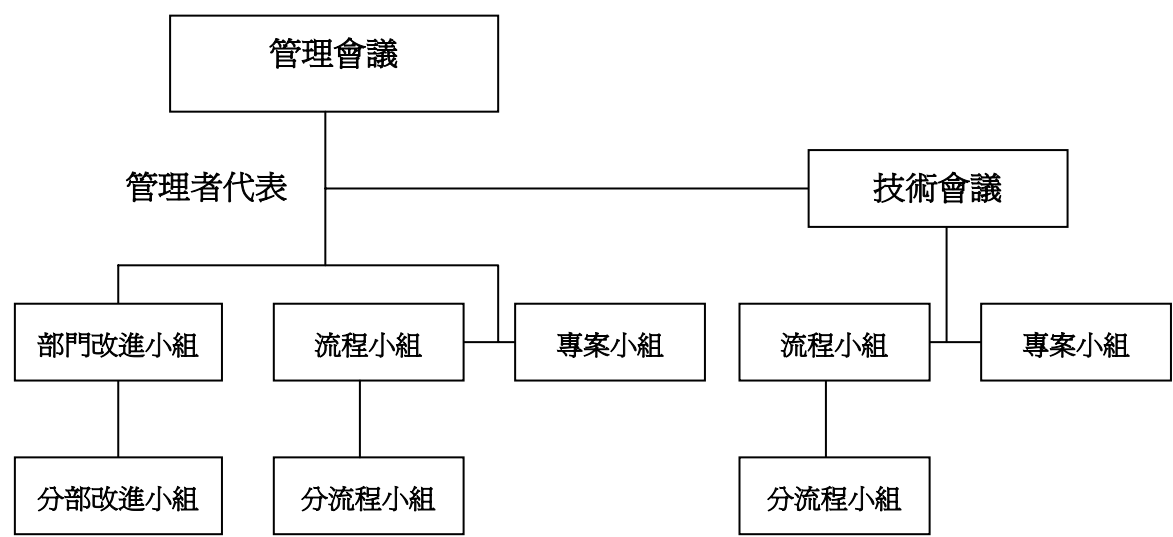 管理會議
管理者代表
技術會議
部門改進小組
流程小組
專案小組
流程小組
專案小組
分部改進小組
分流程小組
分流程小組